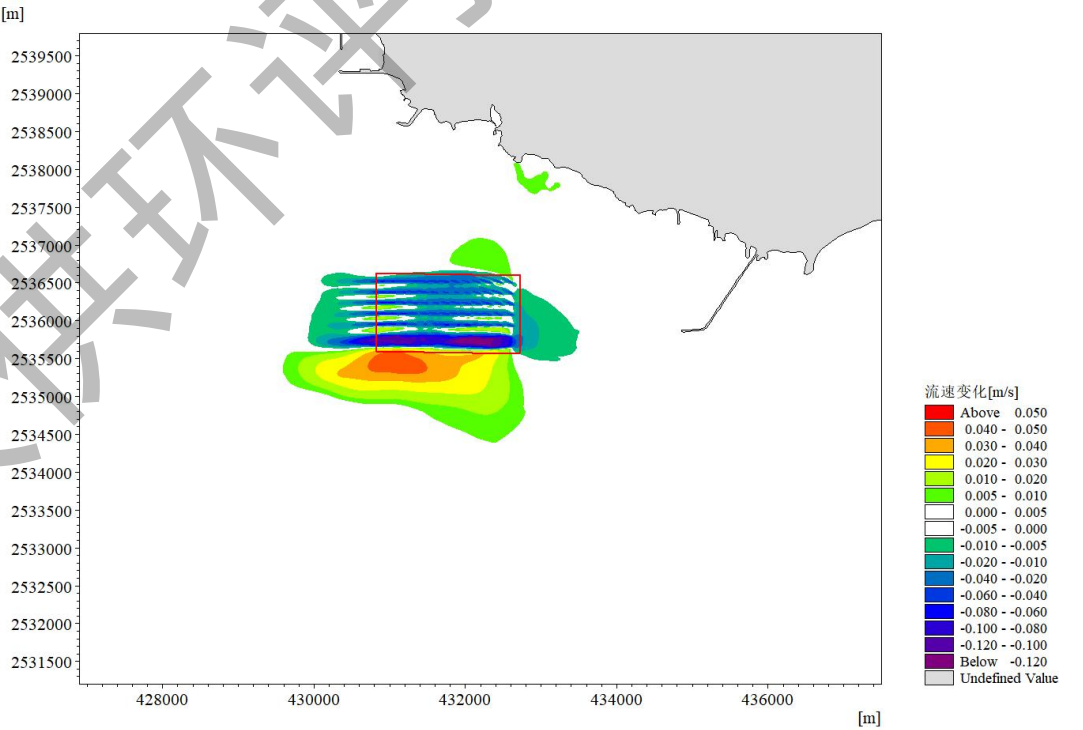 [m]
2539500
2539000
2538500
2538000
2537500
2537000
2536500
2536000
2535500
2535000
2534500
2534000
2533500
2533000
2532500
2532000
2531500
428000
430000
432000
434000
436000
[m]
流速变化[m/s]
Above 0.050
0.040 - 0.050
0.030 - 0.040
0.020 - 0.030
0.010 - 0.020
0.005 - 0.010
0.000 - 0.005
-0.005 - 0.000
-0.010 - -0.005
-0.020 - -0.010
-0.040 - -0.020
-0.060 - -0.040
-0.080 - -0.060
-0.100 - -0.080
-0.120 - -0.100
Below -0.120
Undefined Value
环评